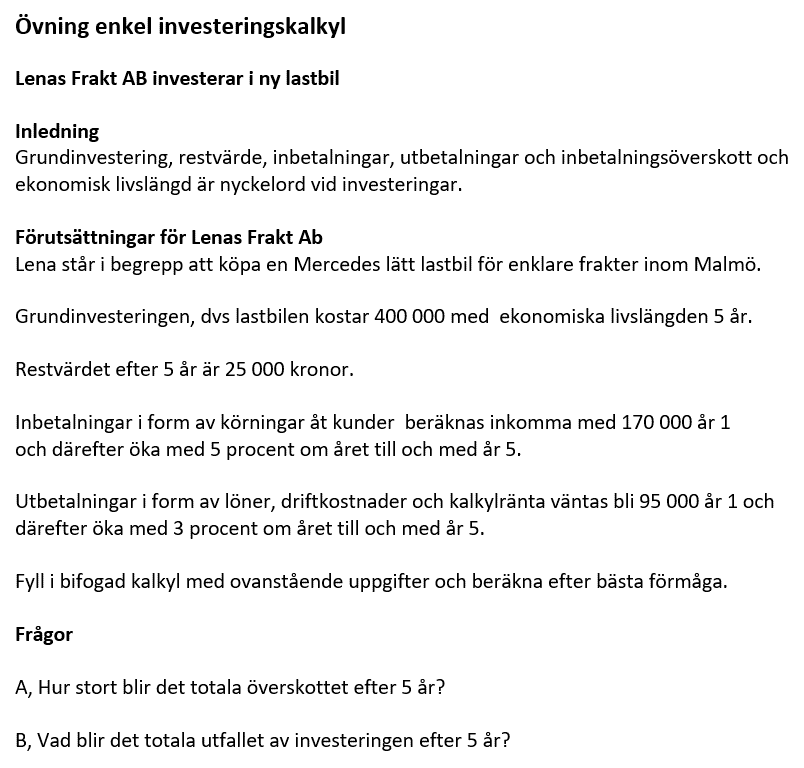 Övning enkel investeringskalkyl
Lenas Frakt AB investerar i ny lastbil
Inledning
Grundinvestering, restvärde, inbetalningar, utbetalningar och inbetalningsöverskott och
ekonomisk livslängd är nyckelord vid investeringar.
Förutsättningar för Lenas Frakt Ab
Lena står i begrepp att köpa en Mercedes lätt lastbil för enklare frakter inom Malmö.
Grundinvesteringen, dvs lastbilen kostar 400 000 med  ekonomiska livslängden 5 år.
Restvärdet efter 5 år är 25 000 kronor.
Inbetalningar i form av körningar åt kunder  beräknas inkomma med 170 000 år 1
och därefter öka med 5 procent om året till och med år 5.
Utbetalningar i form av löner, driftkostnader och kalkylränta väntas bli 95 000 år 1 och
därefter öka med 3 procent om året till och med år 5.
Fyll i bifogad kalkyl med ovanstående uppgifter och beräkna efter bästa förmåga.
Frågor
A, Hur stort blir det totala överskottet efter 5 år?
B, Vad blir det totala utfallet av investeringen efter 5 år?